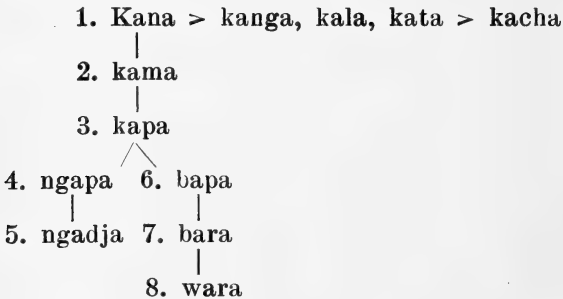 1. Kana > kanga, kala, kata > kacha
2. kama
3. kapa
4. ngapa 6. bapa
5. ngadja 7. bara
8. wara